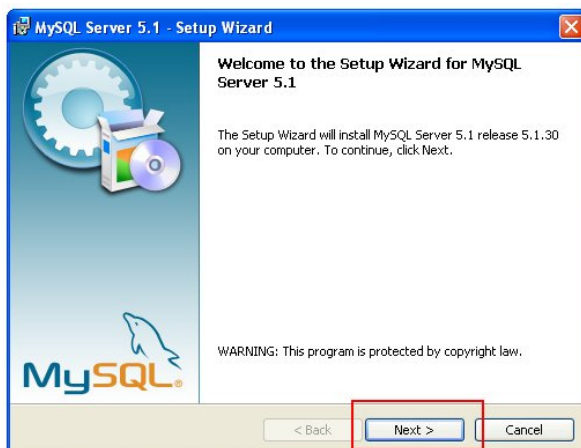 MySQL Server 5.1 - Setup Wizard
Welcome to the Setup Wizard for MySQL
Server 5.1
The Setup Wizard will install MySQL Server 5.1 release 5.1.30
on your computer. To continue, click Next.
WARNING: This program is protected by copyright law.
MySQL®
< Back Next > Cancel